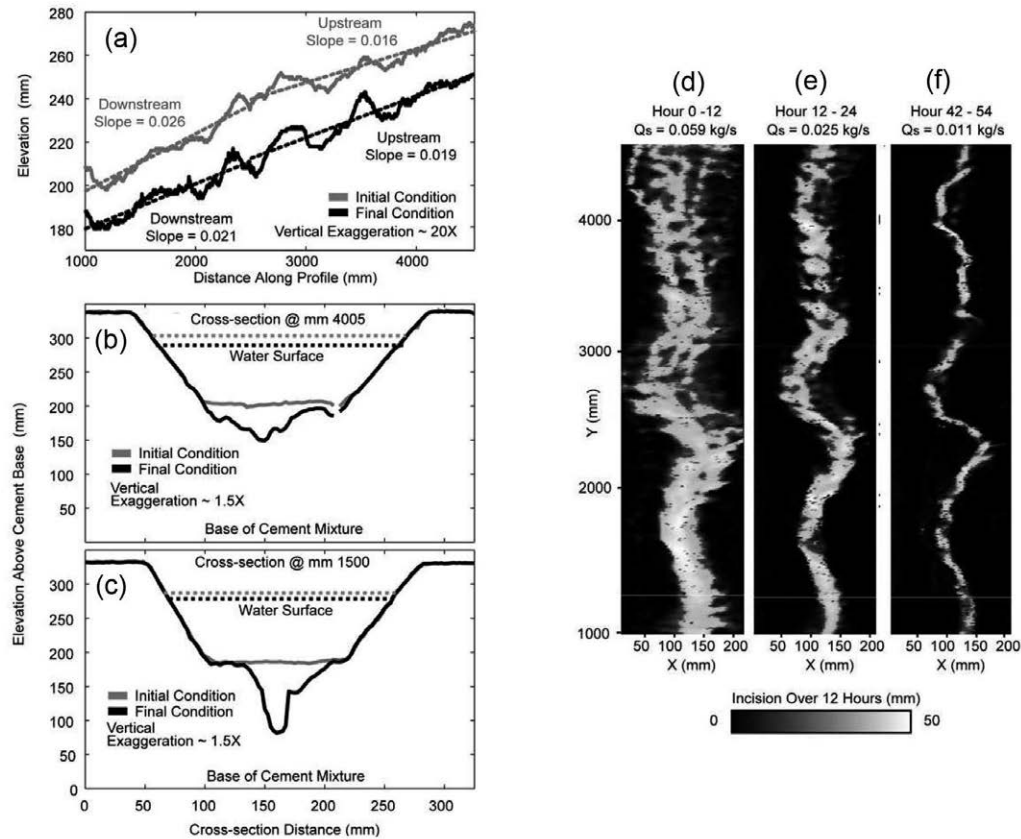 (a)
Upstream
Slope = 0.016
Downstream
Slope = 0.026
Upstream
Slope = 0.019
Initial Condition
Final Condition
Vertical Exaggeration ~ 20X
Downstream
Slope = 0.021
Elevation (mm)
280
260
240
220
200
180
1000
2000
3000
4000
Distance Along Profile (mm)
(b)
Cross-section @ mm 4005
Water Surface
Initial Condition
Final Condition
Vertical
Exaggeration ~ 1.5X
Base of Cement Mixture
300
250
200
150
100
50
Elevation Above Cement Base (mm)
(c)
Cross-section @ mm 1500
Water Surface
Initial Condition
Final Condition
Vertical
Exaggeration ~ 1.5X
Base of Cement Mixture
300
250
200
150
100
50
0
0
50
100
150
200
250
300
Cross-section Distance (mm)
(d)
Hour 0 -12
Qs = 0.059 kg/s
(e)
Hour 12 - 24
Qs = 0.025 kg/s
(f)
Hour 42 - 54
Qs = 0.011 kg/s
4000
3000
2000
1000
Y (mm)
50 100 150 200
X (mm)
50 100 150 200
X (mm)
50 100 150 200
X (mm)
Incision Over 12 Hours (mm)
0
50